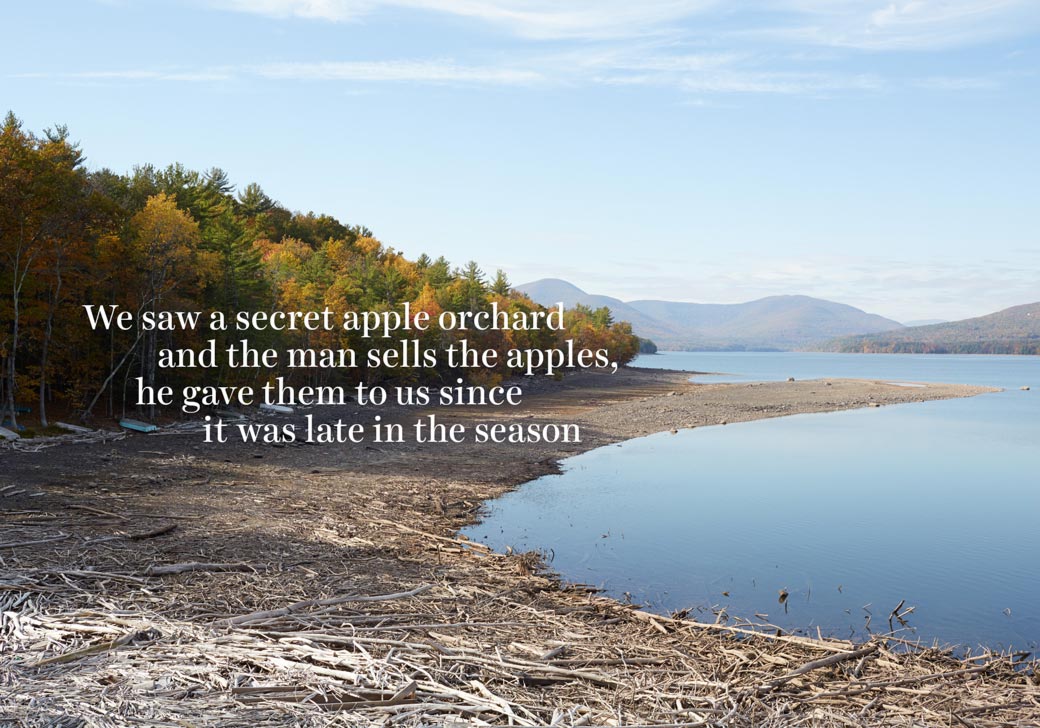 We saw a secret apple orchard
and the man sells the apples,
he gave them to us since
it was late in the season